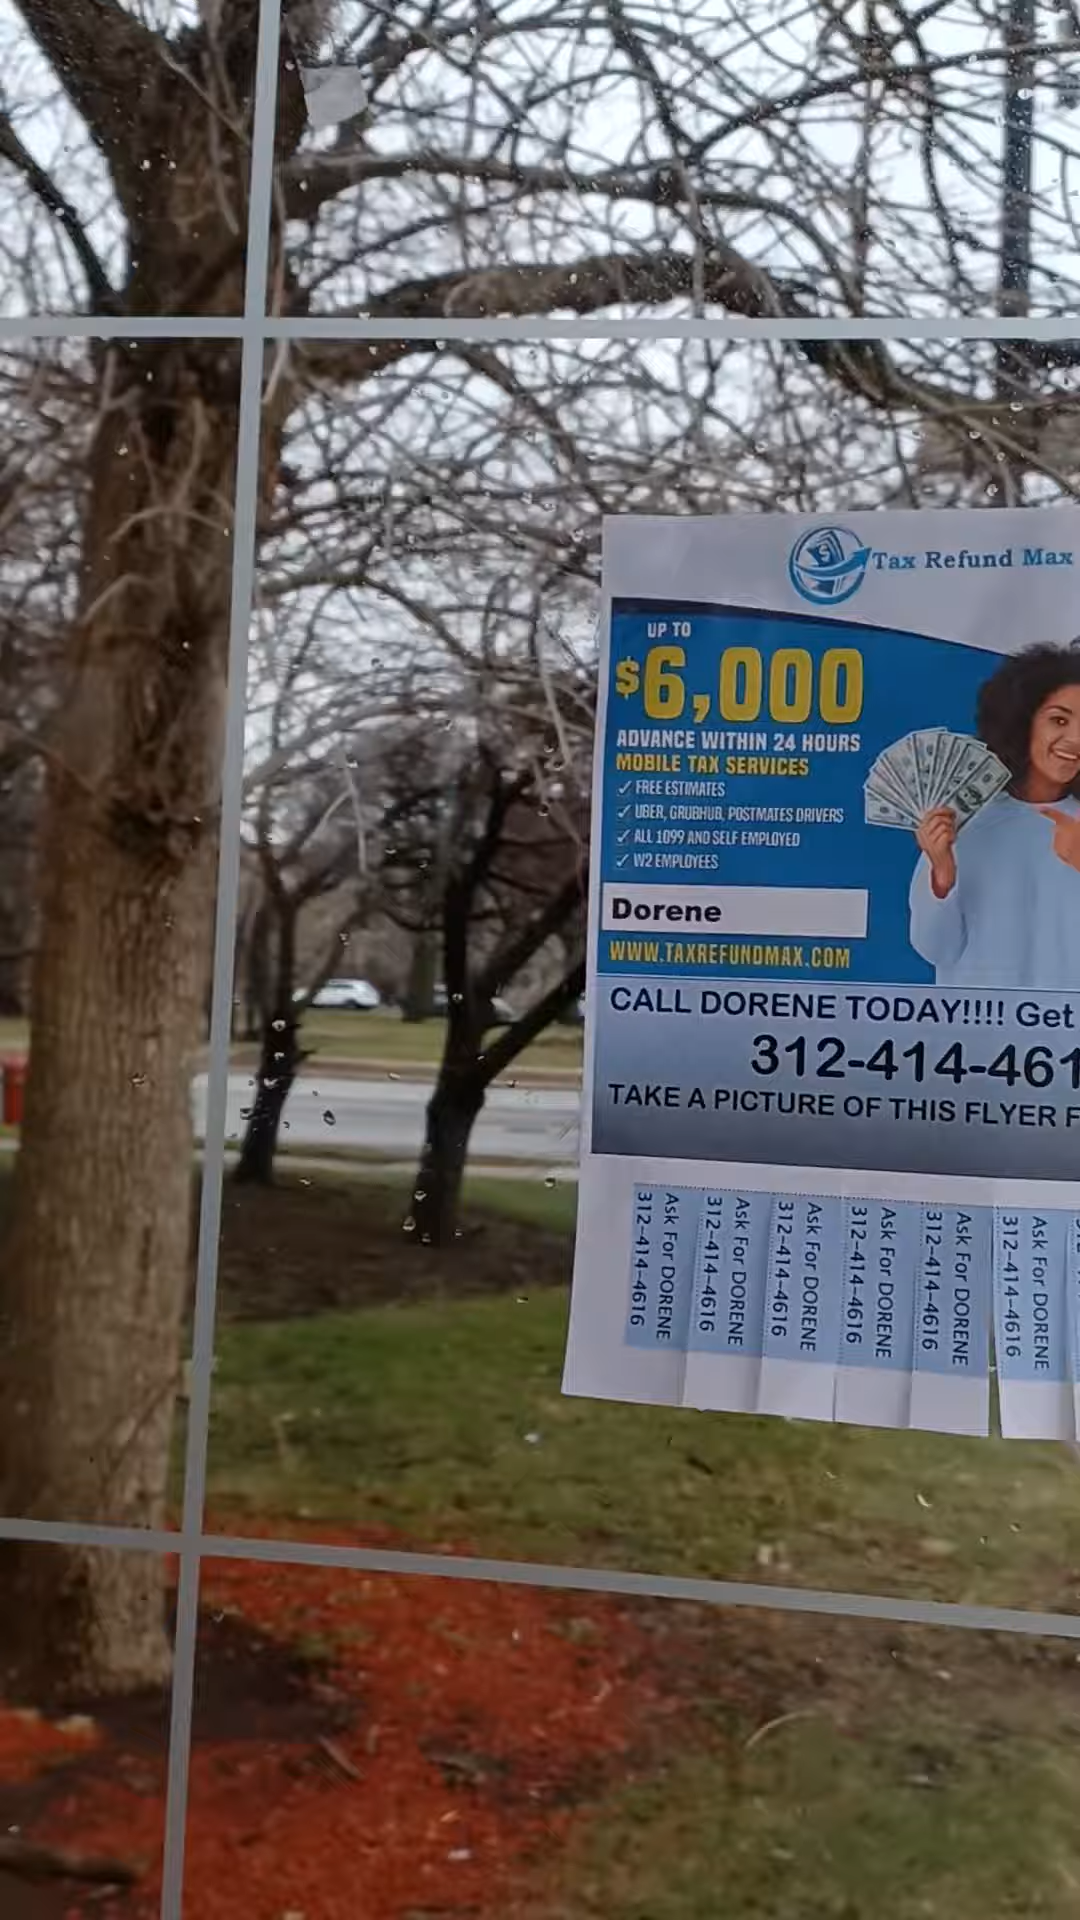 Tax Refund Max
UP TO
$6,000
ADVANCE WITHIN 24 HOURS
MOBILE TAX SERVICES
✓ FREE ESTIMATES
✓ UBER, GRUBHUB, POSTMATES DRIVERS
✓ ALL 1099 AND SELF EMPLOYED
✓ W2 EMPLOYEES
Dorene
WWW.TAXREFUNDMAX.COM
CALL DORENE TODAY!!!! Get
312-414-461
TAKE A PICTURE OF THIS FLYER F
Ask For DORENE
312-414-4616
Ask For DORENE
312-414-4616
Ask For DORENE
312-414-4616
Ask For DORENE
312-414-4616
Ask For DORENE
312-414-4616
Ask For DORENE
312-414-4616